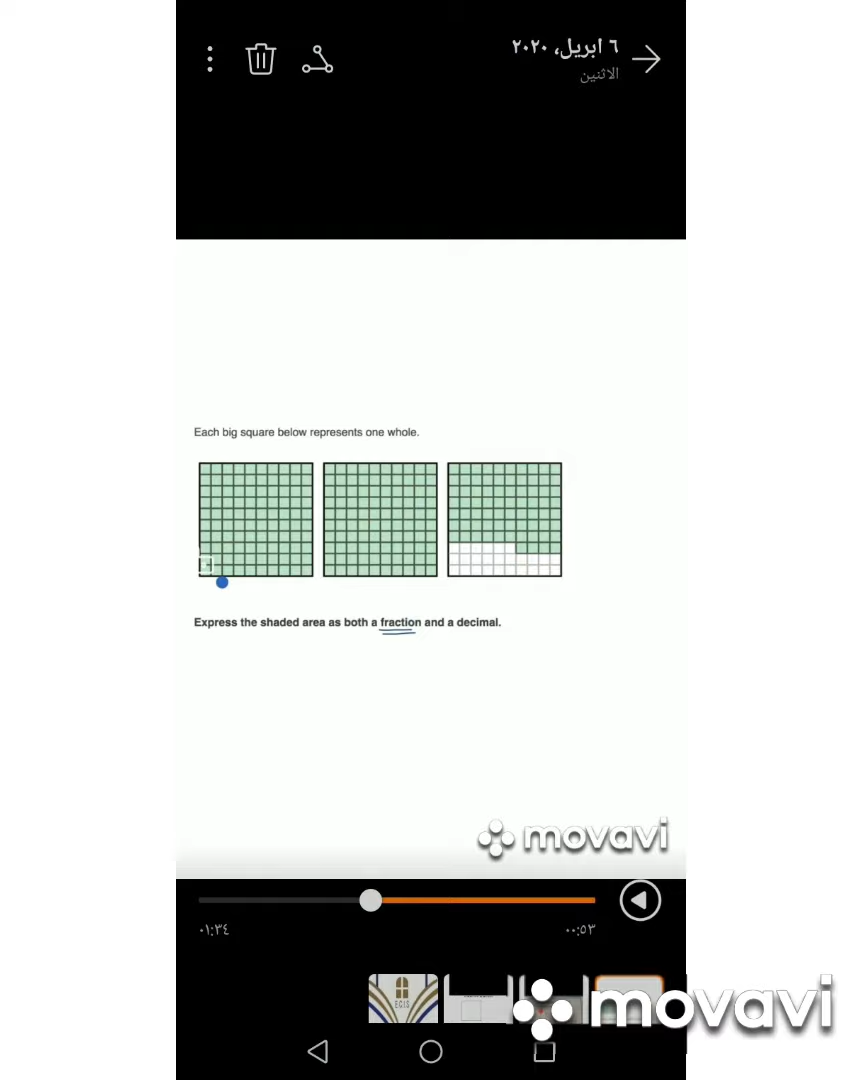 ٦ ابريل، ٢٠٢٠
الاثنين
Each big square below represents one whole.
Express the shaded area as both a fraction and a decimal.
movavi
٠١:٣٤
٠٠:٥٣
ECIS
movavi